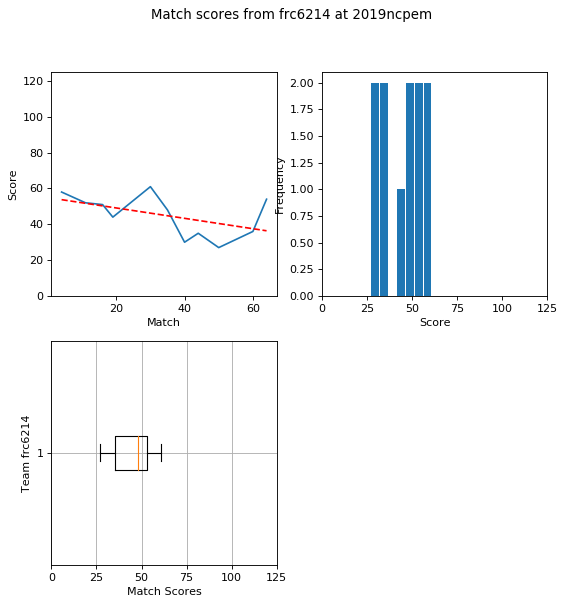 Match scores from frc6214 at 2019ncpem
120
100
80
60
40
20
0
Score
20 40 60
Match
2.00
1.75
1.50
1.25
1.00
0.75
0.50
0.25
0.00
Frequency
0 25 50 75 100 125
Score
Team frc6214
1
0 25 50 75 100 125
Match Scores